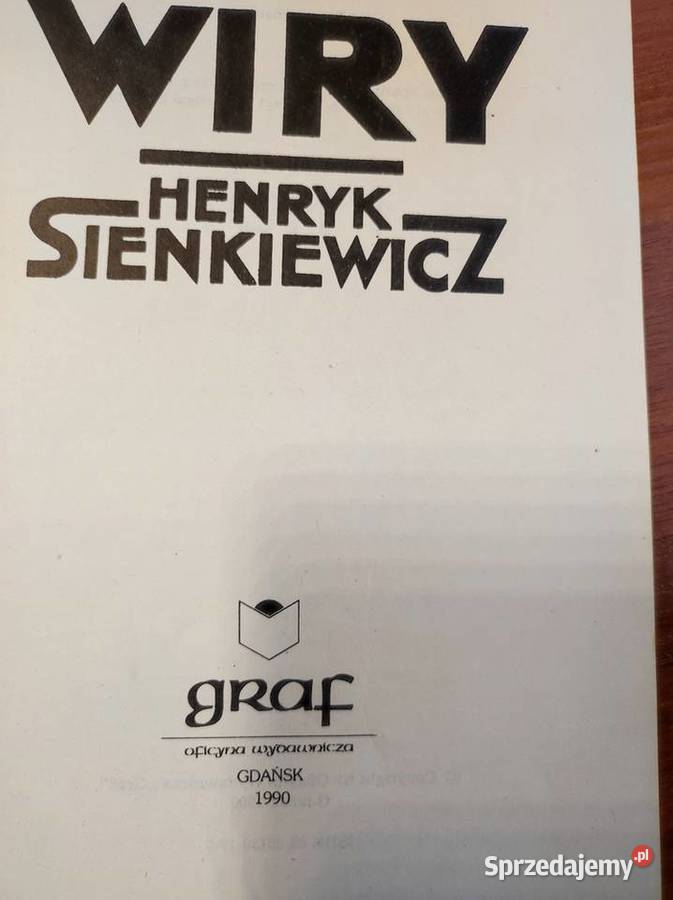 WIRY
HENRYK
SIENKIEWICZ
graf
oficyna wydawnicza
GDAŃSK
1990
Sprzedajemy.pl